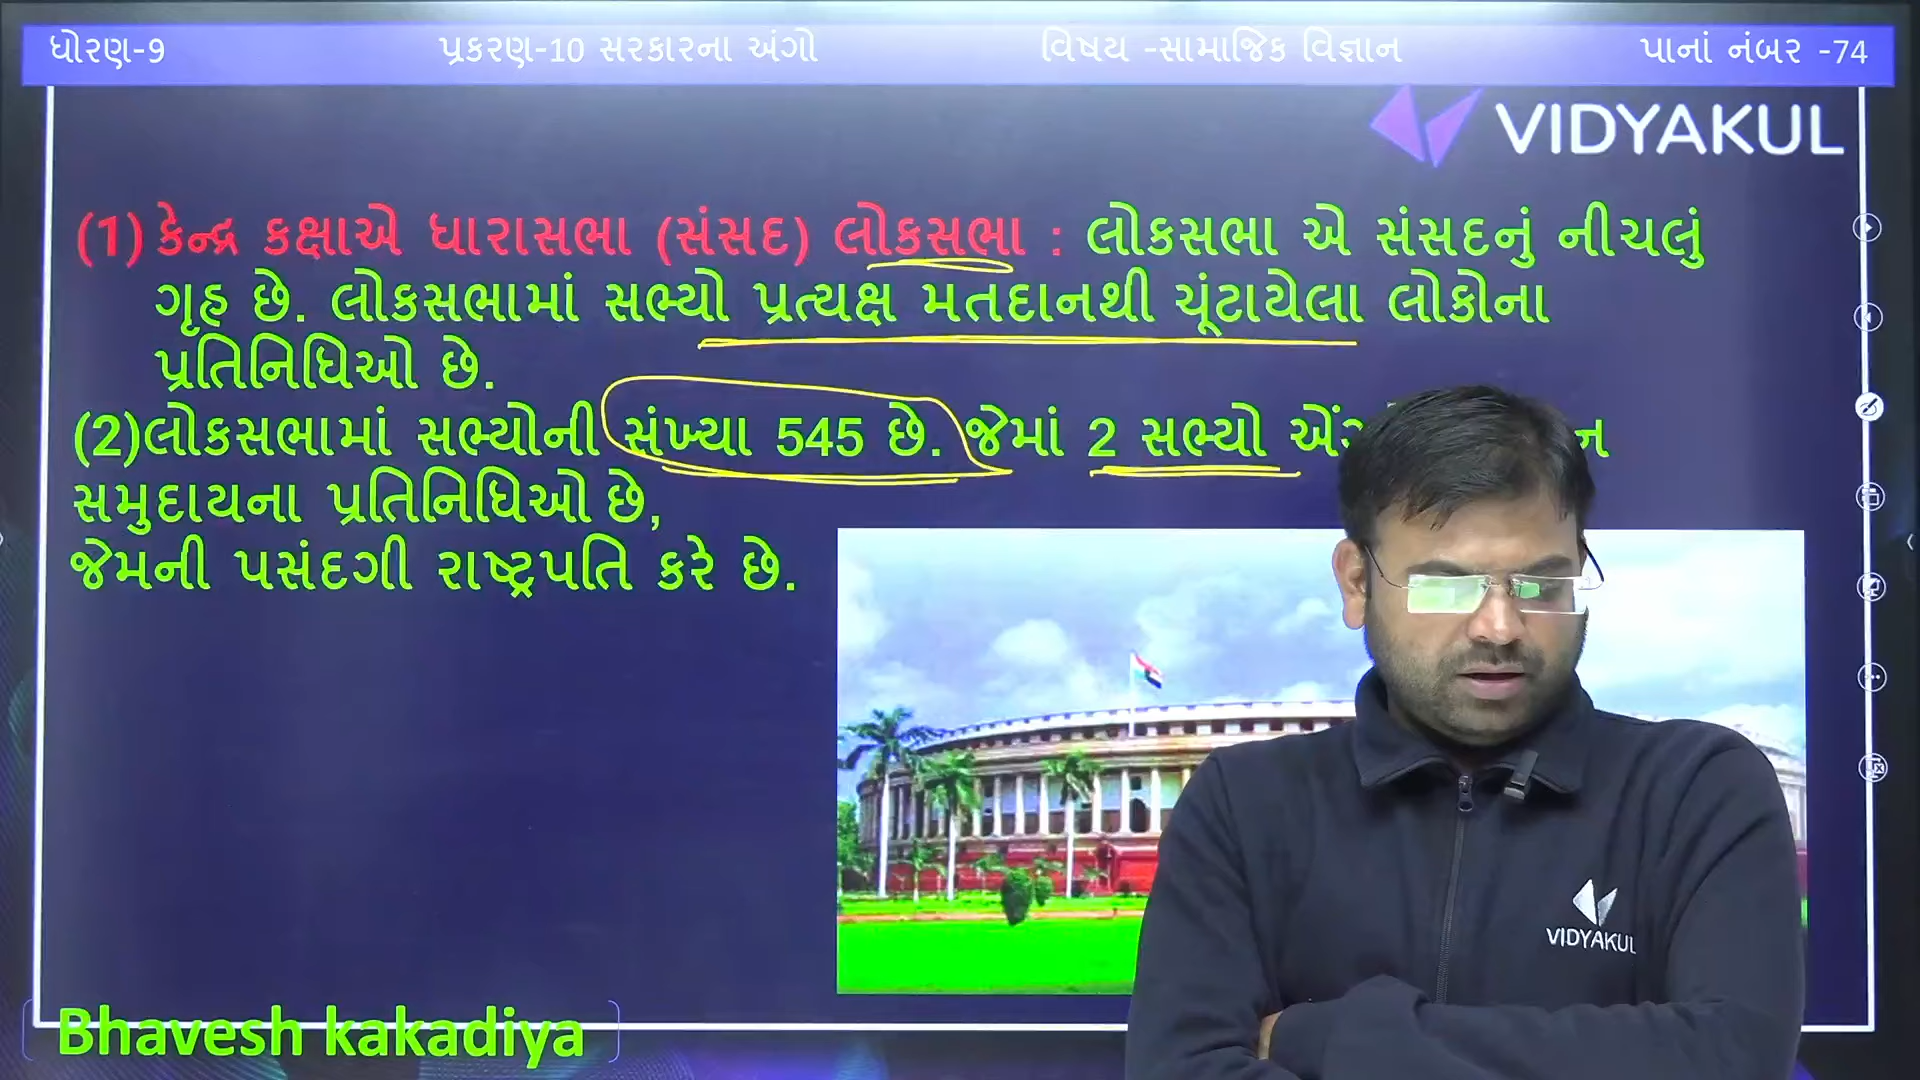 ધોરણ-9 પ્રકરણ-10 સરકારના અંગો વિષય -સામાજિક વિજ્ઞાન પાનાં નંબર -74
VIDYAKUL
(1) કેન્દ્ર કક્ષાએ ધારાસભા (સંસદ) લોકસભા : લોકસભા એ સંસદનું નીચલું
ગૃહ છે. લોકસભામાં સભ્યો પ્રત્યક્ષ મતદાનથી ચૂંટાયેલા લોકોના
પ્રતિનિધિઓ છે.
(2)લોકસભામાં સભ્યોની સંખ્યા 545 છે. જેમાં 2 સભ્યો
સમુદાયના પ્રતિનિધિઓ છે,
જેમની પસંદગી રાષ્ટ્રપતિ કરે છે.
VIDYAKUL
Bhavesh kakadiya